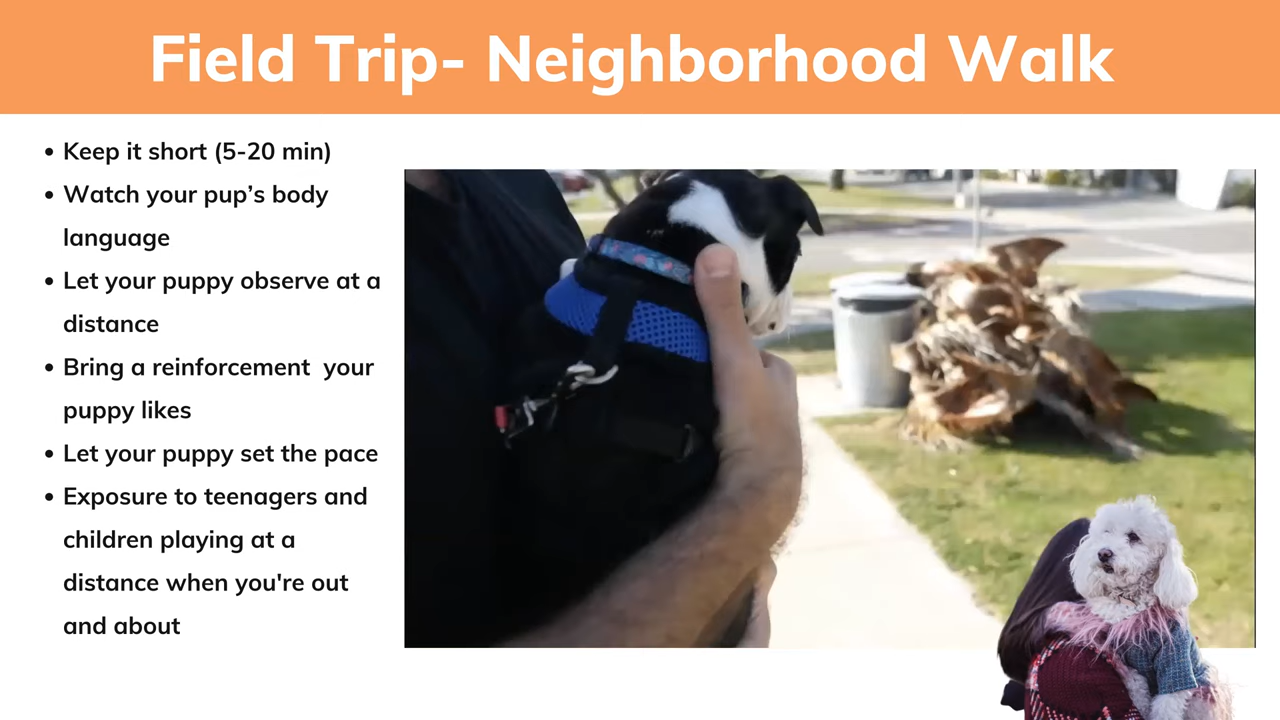 Field Trip- Neighborhood Walk
• Keep it short (5-20 min)
• Watch your pup’s body
language
• Let your puppy observe at a
distance
• Bring a reinforcement  your
puppy likes
• Let your puppy set the pace
• Exposure to teenagers and
children playing at a
distance when you're out
and about